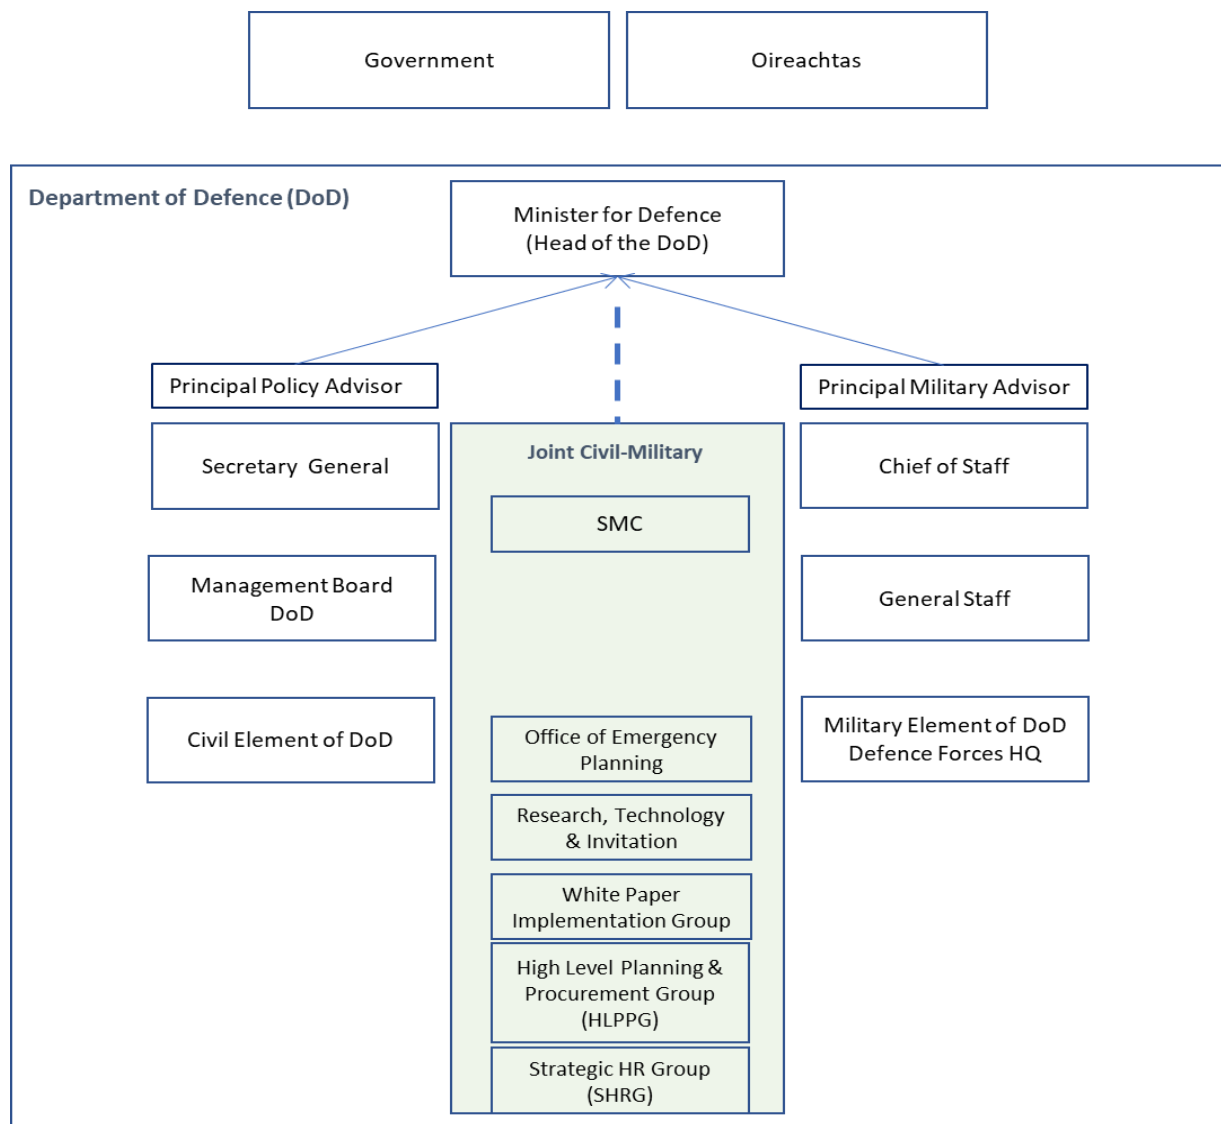 Government
Oireachtas
Department of Defence (DoD)
Minister for Defence
(Head of the DoD)
Principal Policy Advisor
Principal Military Advisor
Secretary General
Joint Civil-Military
Chief of Staff
SMC
Management Board
DoD
General Staff
Civil Element of DoD
Office of Emergency
Planning
Military Element of DoD
Defence Forces HQ
Research, Technology
& Invitation
White Paper
Implementation Group
High Level Planning &
Procurement Group
(HLPPG)
Strategic HR Group
(SHRG)